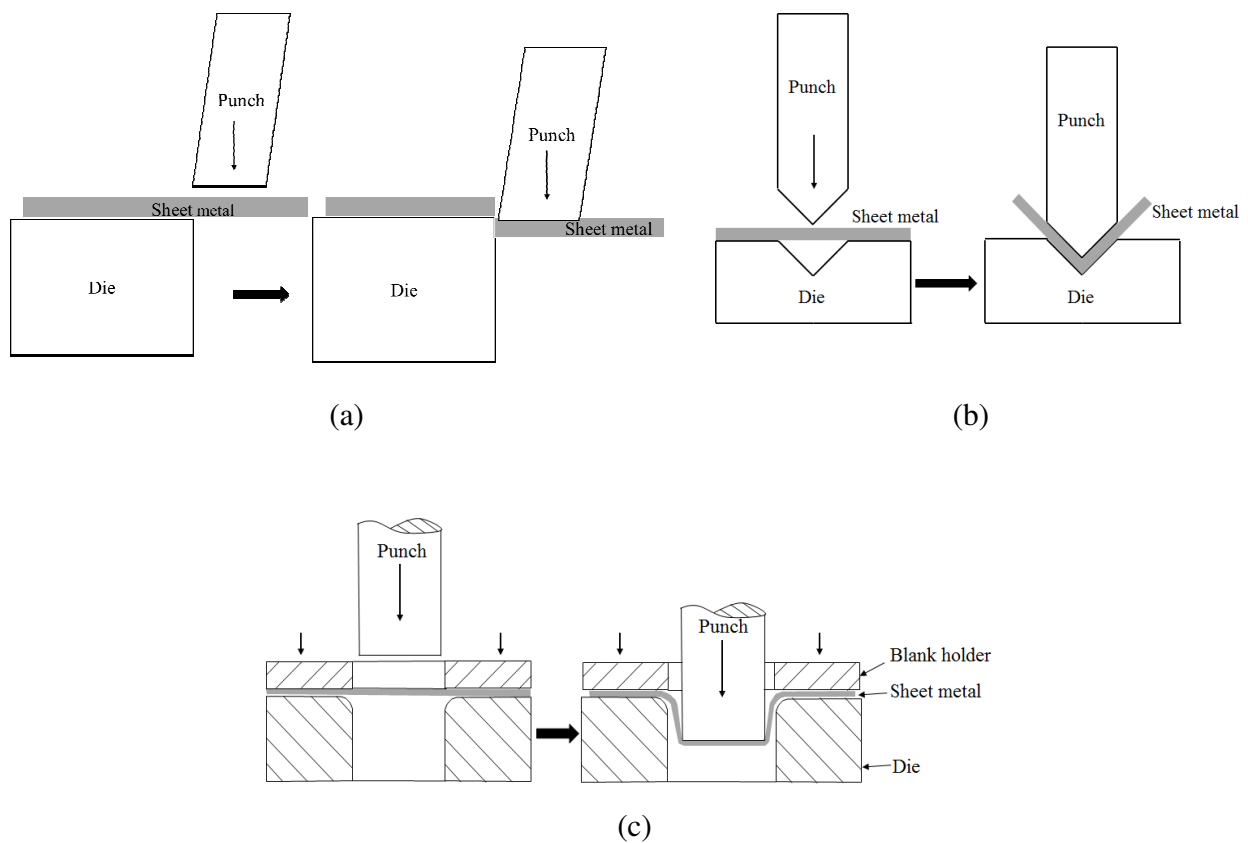 Punch
Sheet metal
Die
Punch
Sheet metal
Die
(a)
Punch
Sheet metal
Die
Punch
Sheet metal
Die
(b)
Punch
Punch
Blank holder
Sheet metal
Die
(c)